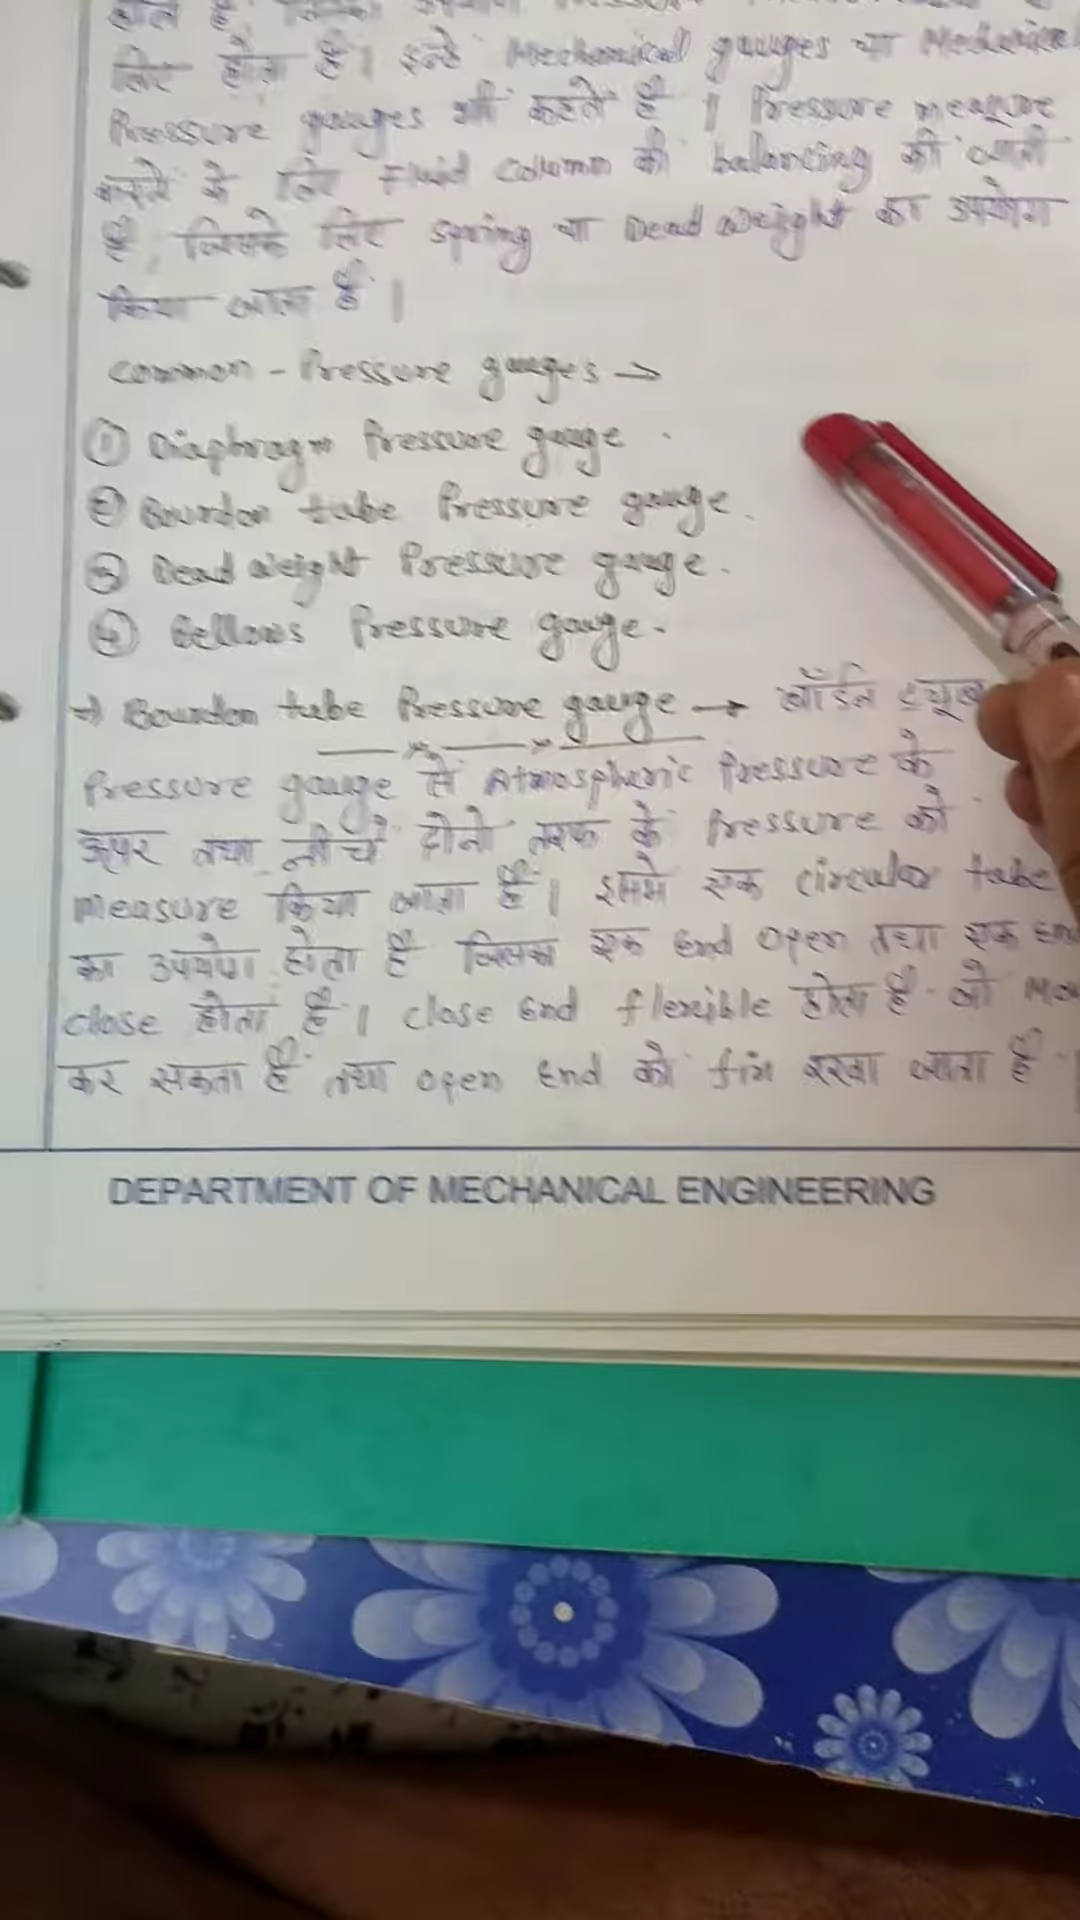 लिए होता है। इन्हे Mechanical gauges या Mechanical
Pressure gauges भी कहते है। Pressure measure
करने के लिए Fluid column की balancing की जाती
है, जिसके लिए spring या Dead weight का उपयोग
किया जाता है।
Common - Pressure gauges →
① Diaphragm Pressure gauge.
② Bourdon tube Pressure gauge.
③ Dead weight Pressure gauge.
④ Bellows Pressure gauge.
→ Bourdon tube Pressure gauge → बॉर्डन ट्यूब
Pressure gauge से Atmospheric Pressure के
ऊपर तथा नीचे दोनो तरफ के Pressure को
measure किया जाता है। इसमे एक circular tube
का उपयोग होता है जिसका एक End open तथा एक End
close होता है। close End flexible होता है जो
कर सकता है तथा open End को fix रखा जाता है।
DEPARTMENT OF MECHANICAL ENGINEERING